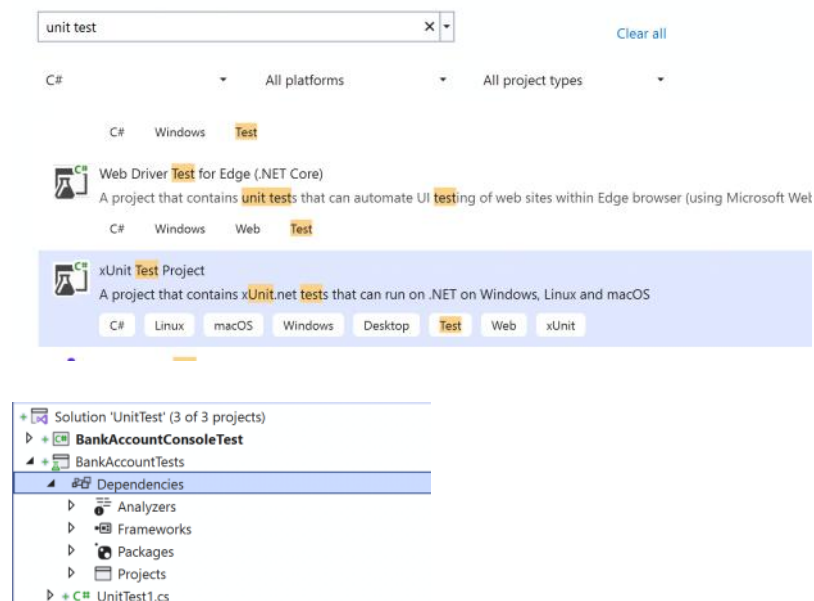 unit test
Clear all
C# All platforms All project types
C# Windows Test
Web Driver Test for Edge (.NET Core)
A project that contains unit tests that can automate UI testing of web sites within Edge browser (using Microsoft Web
C# Windows Web Test
xUnit Test Project
A project that contains xUnit.net tests that can run on .NET on Windows, Linux and macOS
C# Linux macOS Windows Desktop Test Web xUnit
Solution 'UnitTest' (3 of 3 projects)
C# BankAccountConsoleTest
BankAccountTests
Dependencies
Analyzers
Frameworks
Packages
Projects
C# UnitTest1.cs